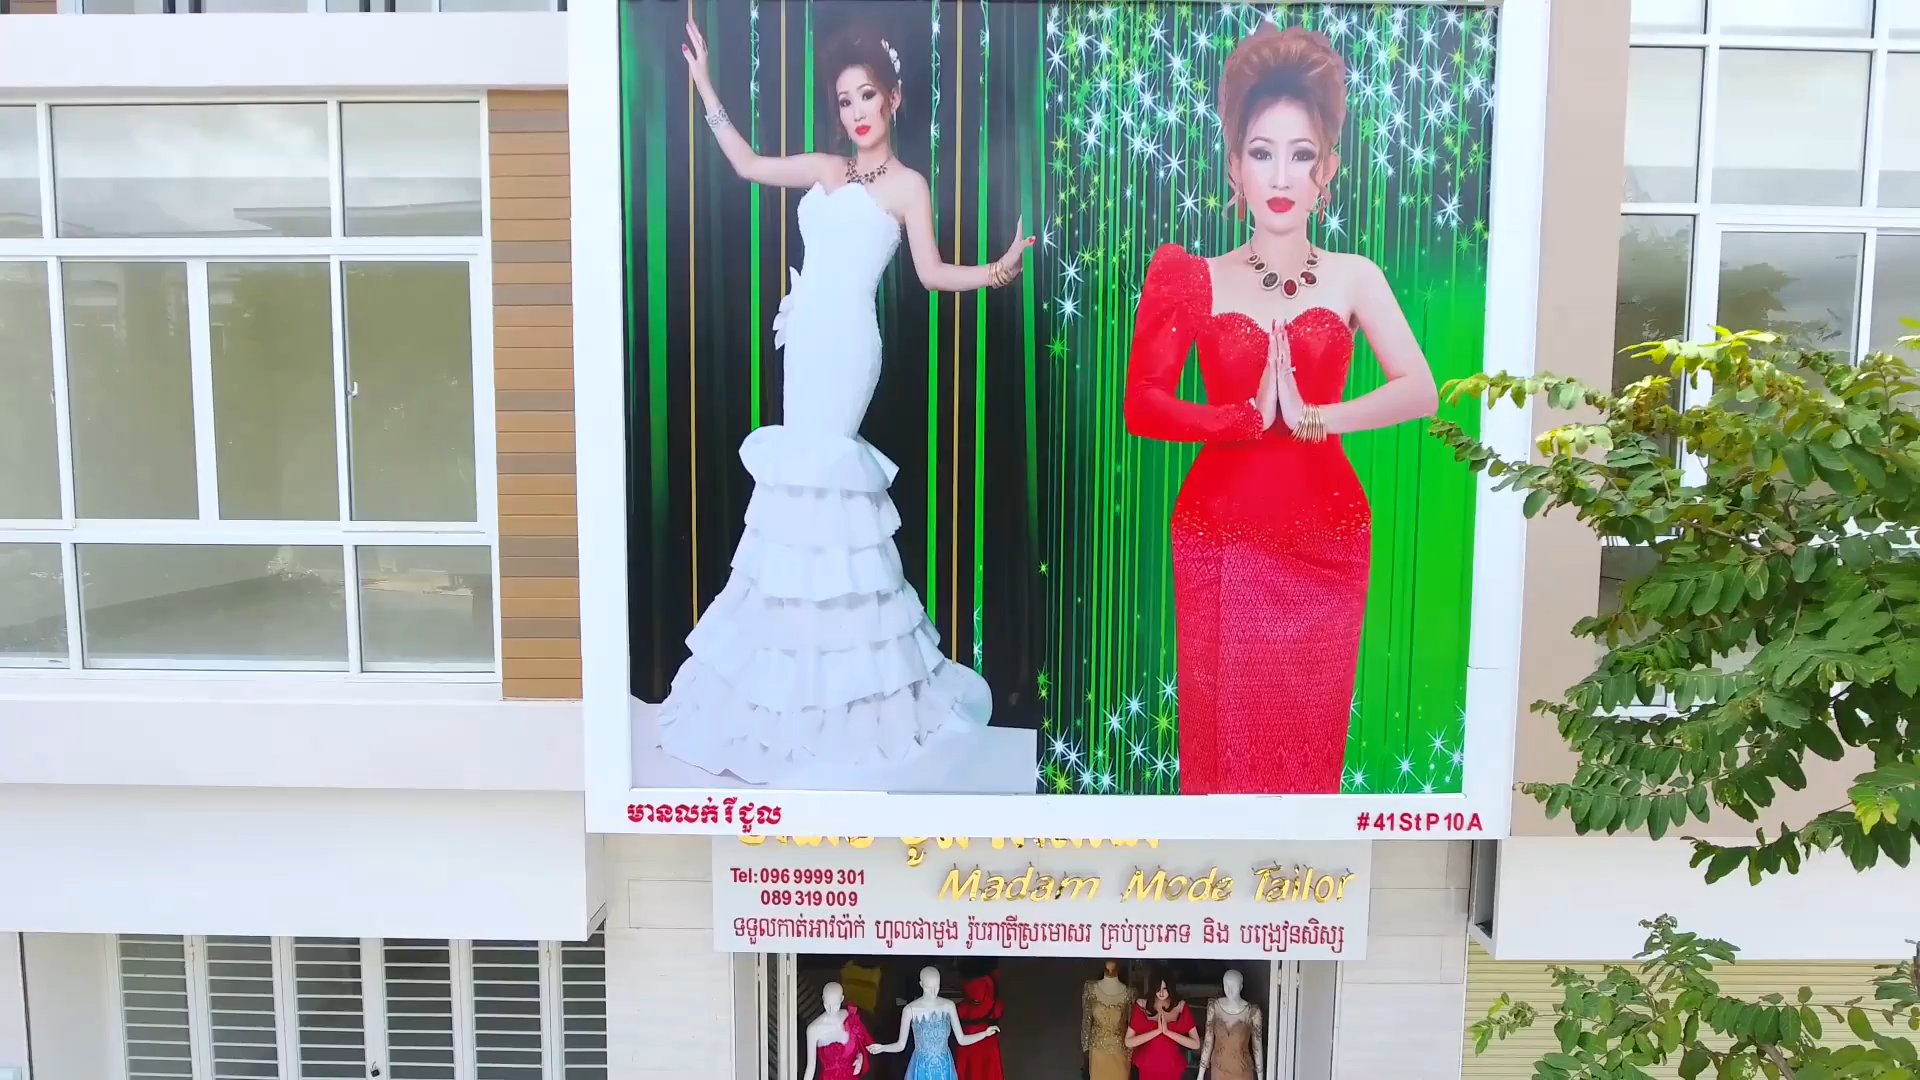 មានលក់ រឺ ជួល
#41StP10A
Tel: 096 9999 301
089 319 009
Madam Mode Tailor
ទទួលកាត់អាវប៉ាក់ ហូលផាមួង រ៉ូបរាត្រីស្រមោសរ គ្រប់ប្រភេទ និង បង្រៀនសិស្ស